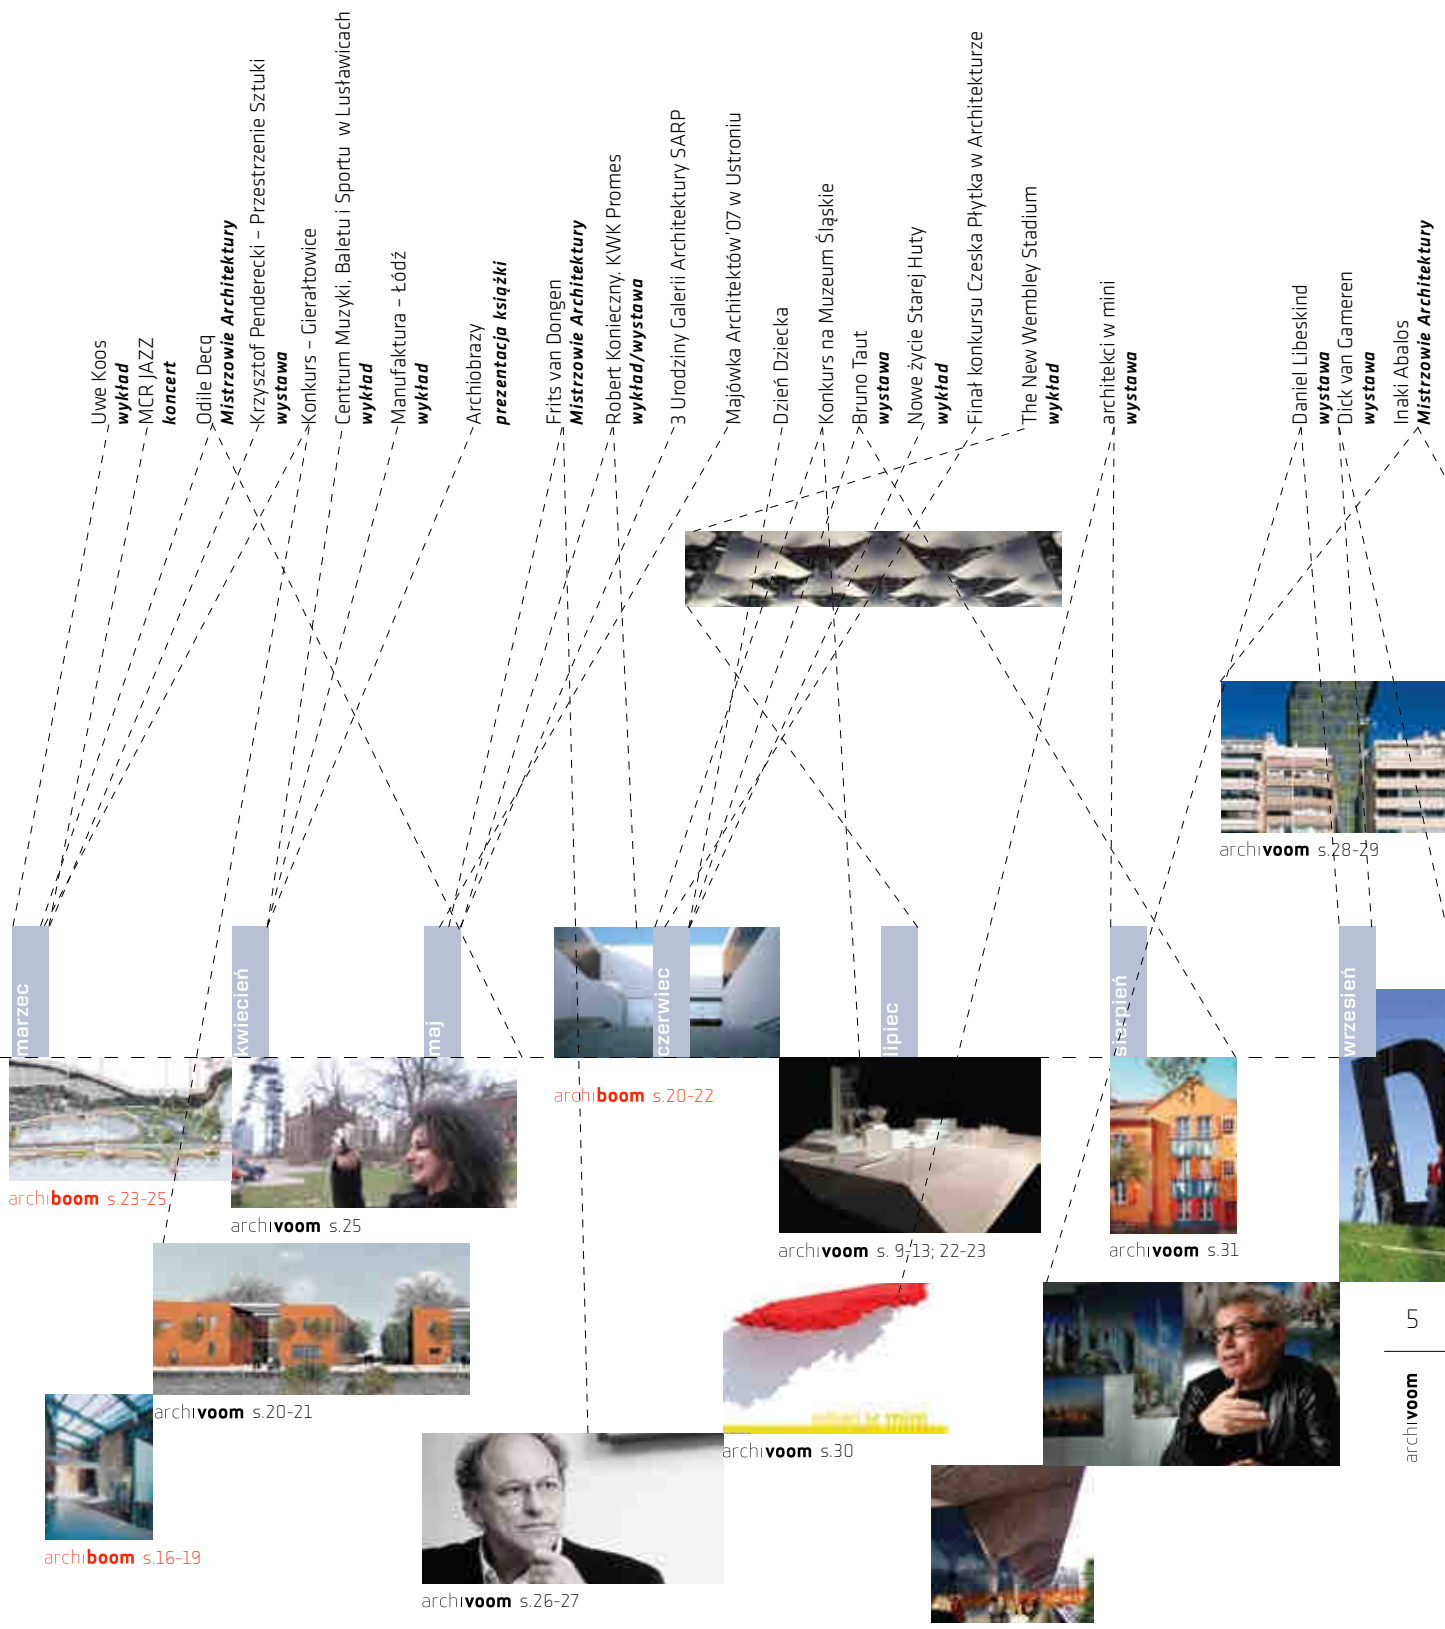 Uwe Koos
wykład
MCR JAZZ
koncert
Odile Decq
Mistrzowie Architektury
Krzysztof Penderecki – Przestrzenie Sztuki
wystawa
Konkurs – Gierałtowice
Centrum Muzyki, Baletu i Sportu w Lusławicach
wykład
Manufaktura – Łódź
wykład
Archiobrazy
prezentacja książki
Frits van Dongen
Mistrzowie Architektury
Robert Konieczny. KWK Promes
wykład/wystawa
3 Urodziny Galerii Architektury SARP
Majówka Architektów'07 w Ustroniu
Dzień Dziecka
Konkurs na Muzeum Śląskie
Bruno Taut
wystawa
Nowe życie Starej Huty
wykład
Finał konkursu Czeska Płytka w Architekturze
The New Wembley Stadium
wykład
architekci w mini
wystawa
Daniel Libeskind
wystawa
Dick van Gameren
wystawa
Inaki Abalos
Mistrzowie Architektury
archivoom s.28-29
marzec
kwiecień
maj
czerwiec
lipiec
sierpień
wrzesień
archiboom s.20-22
archiboom s.23-25
archivoom s.25
archivoom s. 9-13; 22-23
archivoom s.31
archivoom s.20-21
archivoom s.30
archiboom s.16-19
archivoom s.26-27
5
archivoom